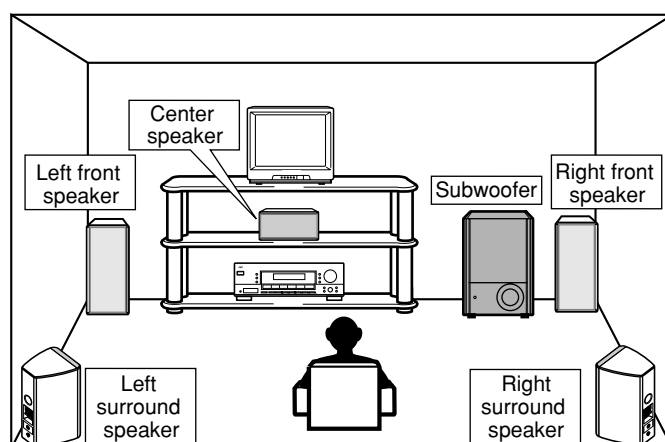 Center
speaker
Left front
speaker
Subwoofer
Right front
speaker
Left
surround
speaker
Right
surround
speaker